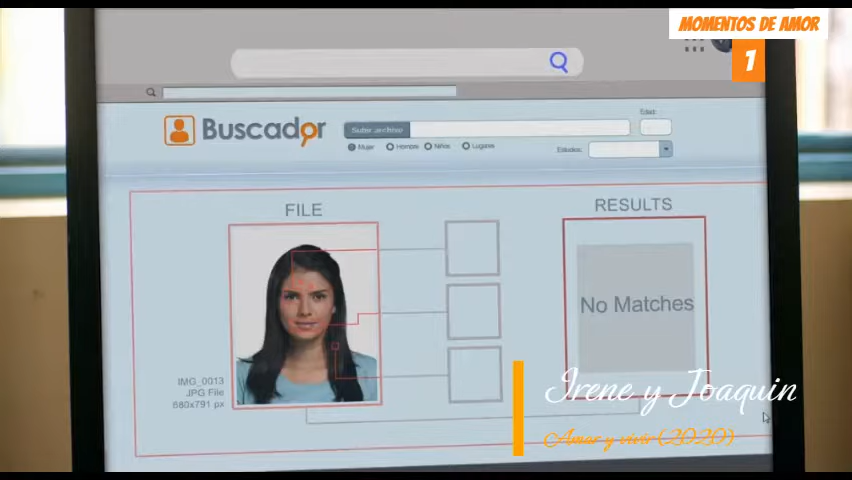 MOMENTOS DE AMOR
1
Buscador
Subir archivo
Edad:
Mujer
Hombre
Niños
Lugares
Estudios:
FILE
RESULTS
No Matches
IMG_0013
JPG File
680x791 px
Irene y Joaquin
Amar y vivir (2020)